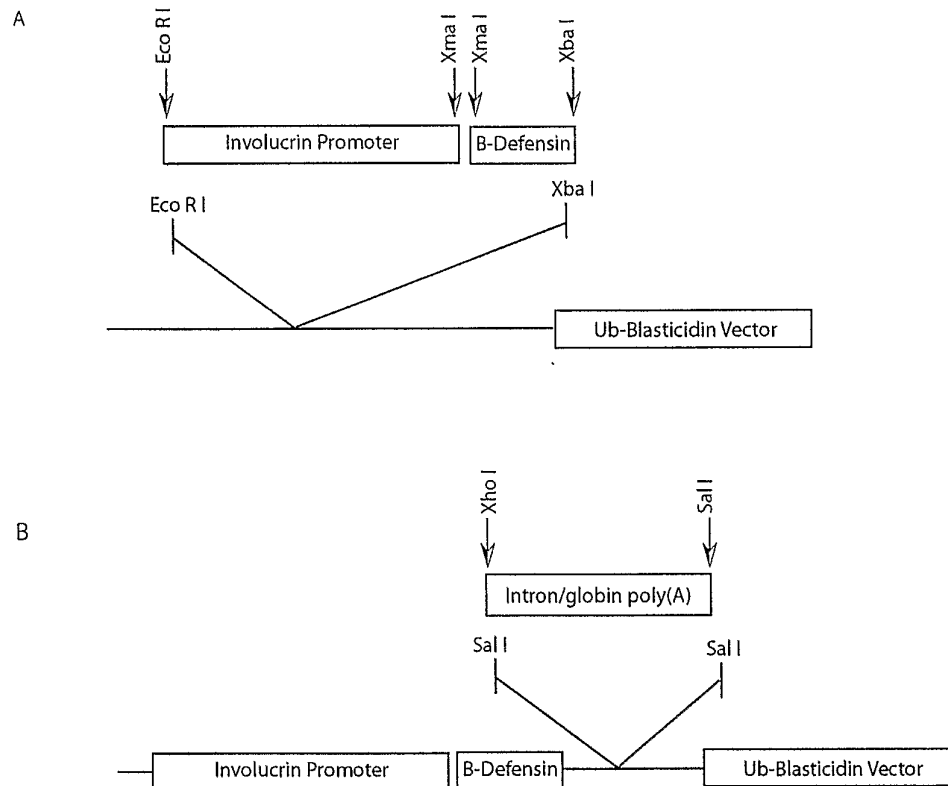 A
Eco R I
Xma I
Xma I
Xba I
Involucrin Promoter
B-Defensin
Eco R I
Xba I
Ub-Blasticidin Vector
B
Xho I
Sal I
Intron/globin poly(A)
Sal I
Sal I
Involucrin Promoter
B-Defensin
Ub-Blasticidin Vector